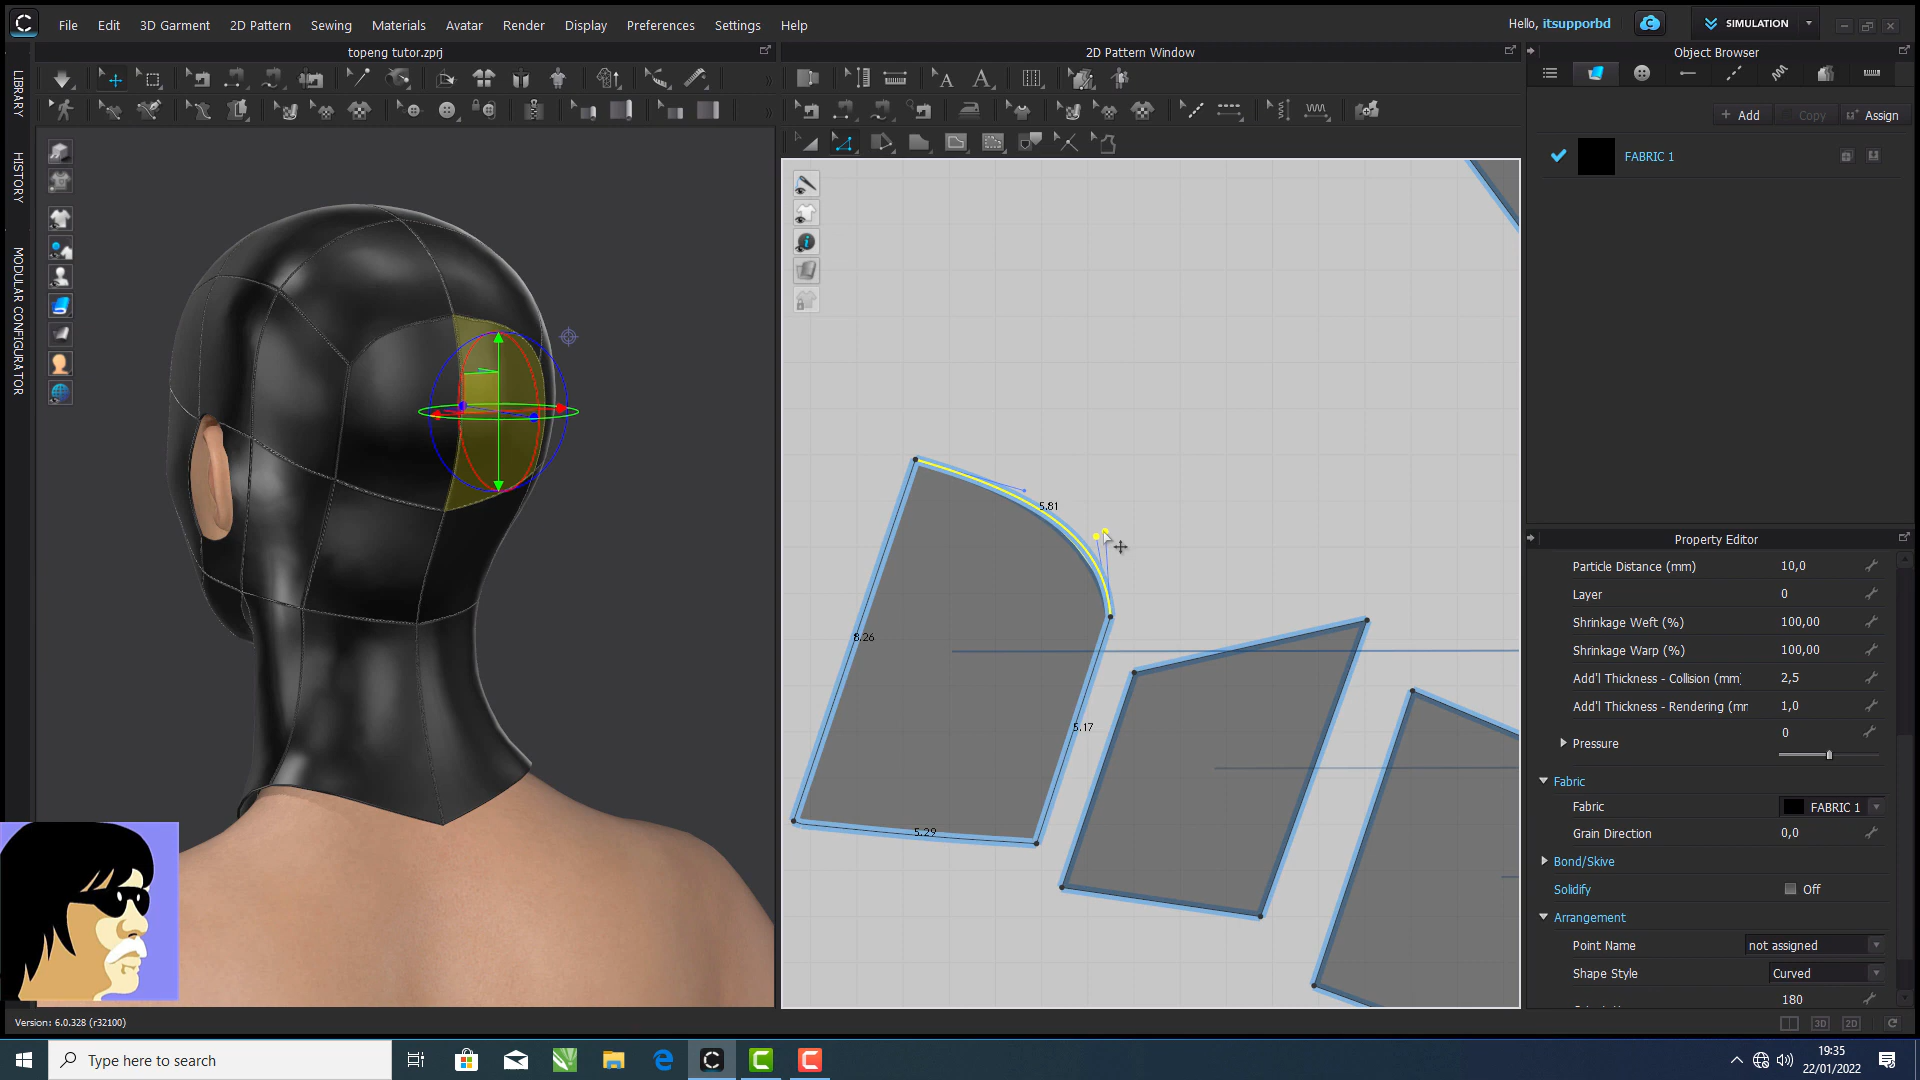 File Edit 3D Garment 2D Pattern Sewing Materials Avatar Render Display Preferences Settings Help
Hello, itsupporbd
SIMULATION
topeng tutor.zprj
2D Pattern Window
Object Browser
LIBRARY
HISTORY
MODULAR CONFIGURATOR
Add
Copy
Assign
FABRIC 1
5,81
8.26
5.17
5.29
Property Editor
Particle Distance (mm) 10,0
Layer 0
Shrinkage Weft (%) 100,00
Shrinkage Warp (%) 100,00
Add'l Thickness - Collision (mm) 2,5
Add'l Thickness - Rendering (mr 1,0
Pressure 0
Fabric
Fabric FABRIC 1
Grain Direction 0,0
Bond/Skive
Solidify Off
Arrangement
Point Name not assigned
Shape Style Curved
180
Version: 6.0.328 (r32100)
3D 2D
Type here to search
19:35
22/01/2022